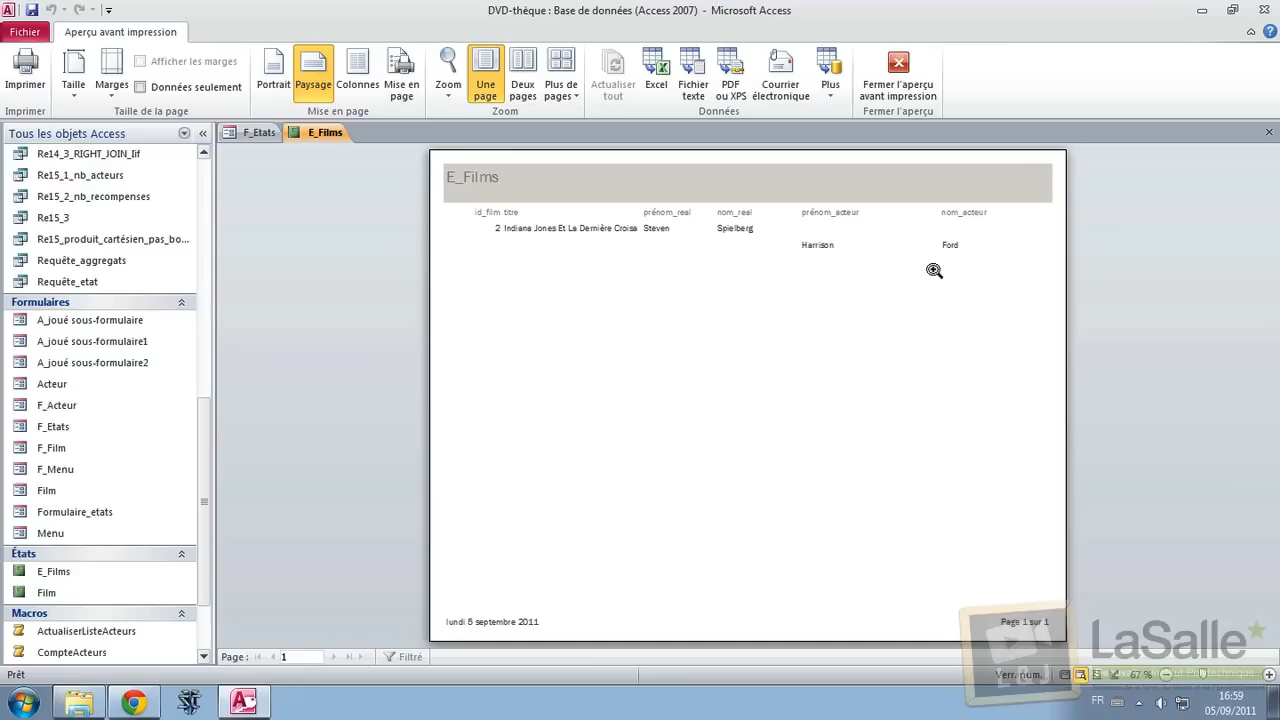 DVD-thèque : Base de données (Access 2007) - Microsoft Access
Fichier
Aperçu avant impression
Imprimer
Taille
Marges
Afficher les marges
Données seulement
Portrait
Paysage
Colonnes
Mise en page
Zoom
Une page
Deux pages
Plus de pages
Actualiser tout
Excel
Fichier texte
PDF ou XPS
Courrier électronique
Plus
Fermer l'aperçu avant impression
Imprimer
Taille de la page
Mise en page
Zoom
Données
Fermer l'aperçu
Tous les objets Access
F_Etats
E_Films
Re14_3_RIGHT_JOIN_Iif
Re15_1_nb_acteurs
Re15_2_nb_recompenses
Re15_3
Re15_produit_cartésien_pas_bo...
Requête_aggregats
Requête_etat
Formulaires
A_joué sous-formulaire
A_joué sous-formulaire1
A_joué sous-formulaire2
Acteur
F_Acteur
F_Etats
F_Film
F_Menu
Film
Formulaire_etats
Menu
États
E_Films
Film
Macros
ActualiserListeActeurs
CompteActeurs
E_Films
id_film titre prénom_real nom_real prénom_acteur nom_acteur
2 Indiana Jones Et La Dernière Croisa Steven Spielberg
Harrison Ford
lundi 5 septembre 2011
Page 1 sur 1
Page : 1
Filtré
Prêt
Verr. num.
67 %
LaSalle
FR
16:59
05/09/2011